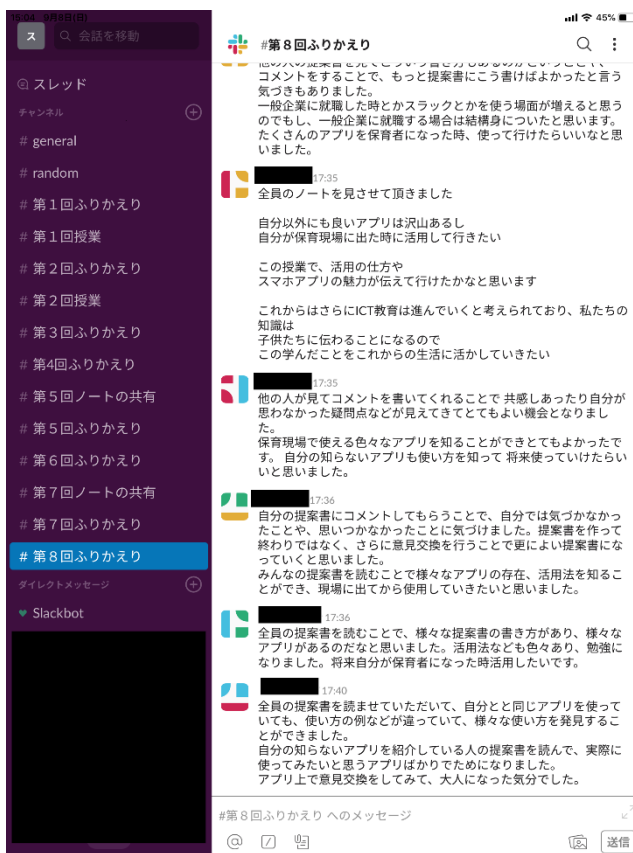 15:04 9月8日(日)
45%
ス
会話を移動
スレッド
チャンネル
# general
# random
# 第１回ふりかえり
# 第１回授業
# 第２回ふりかえり
# 第２回授業
# 第３回ふりかえり
# 第4回ふりかえり
# 第５回ノートの共有
# 第５回ふりかえり
# 第６回ふりかえり
# 第７回ノートの共有
# 第７回ふりかえり
# 第８回ふりかえり
ダイレクトメッセージ
Slackbot
#第８回ふりかえり
コメントをすることで、もっと提案書にこう書けばよかったと言う
気づきもありました。
一般企業に就職した時とかスラックとかを使う場面が増えると思う
のでもし、一般企業に就職する場合は結構身についたと思います。
たくさんのアプリを保育者になった時、使って行けたらいいなと思
いました。
17:35
全員のノートを見させて頂きました
自分以外にも良いアプリは沢山あるし
自分が保育現場に出た時に活用して行きたい
この授業で、活用の仕方や
スマホアプリの魅力が伝えて行けたかなと思います
これからはさらにICT教育は進んでいくと考えられており、私たちの
知識は
子供たちに伝わることになるので
この学んだことをこれからの生活に活かしていきたい
17:35
他の人が見てコメントを書いてくれることで 共感しあったり自分が
思わなかった疑問点などが見えてきてとてもよい機会となりまし
た。
保育現場で使える色々なアプリを知ることができとてもよかったで
す。 自分の知らないアプリも使い方を知って 将来使っていけたらい
いと思いました。
17:36
自分の提案書にコメントしてもらうことで、自分では気づかなかっ
たことや、思いつかなかったことに気づけました。提案書を作って
終わりではなく、さらに意見交換を行うことで更によい提案書にな
っていくと思いました。
みんなの提案書を読むことで様々なアプリの存在、活用法を知るこ
とができ、現場に出てから使用していきたいと思いました。
17:36
全員の提案書を読むことで、様々な提案書の書き方があり、様々な
アプリがあるのだなと思いました。活用法なども色々あり、勉強に
なりました。将来自分が保育者になった時活用したいです。
17:40
全員の提案書を読ませていただいて、自分とと同じアプリを使って
いても、使い方の例などが違っていて、様々な使い方を発見するこ
とができました。
自分の知らないアプリを紹介している人の提案書を読んで、実際に
使ってみたいと思うアプリばかりでためになりました。
アプリ上で意見交換をしてみて、大人になった気分でした。
#第８回ふりかえり へのメッセージ
送信